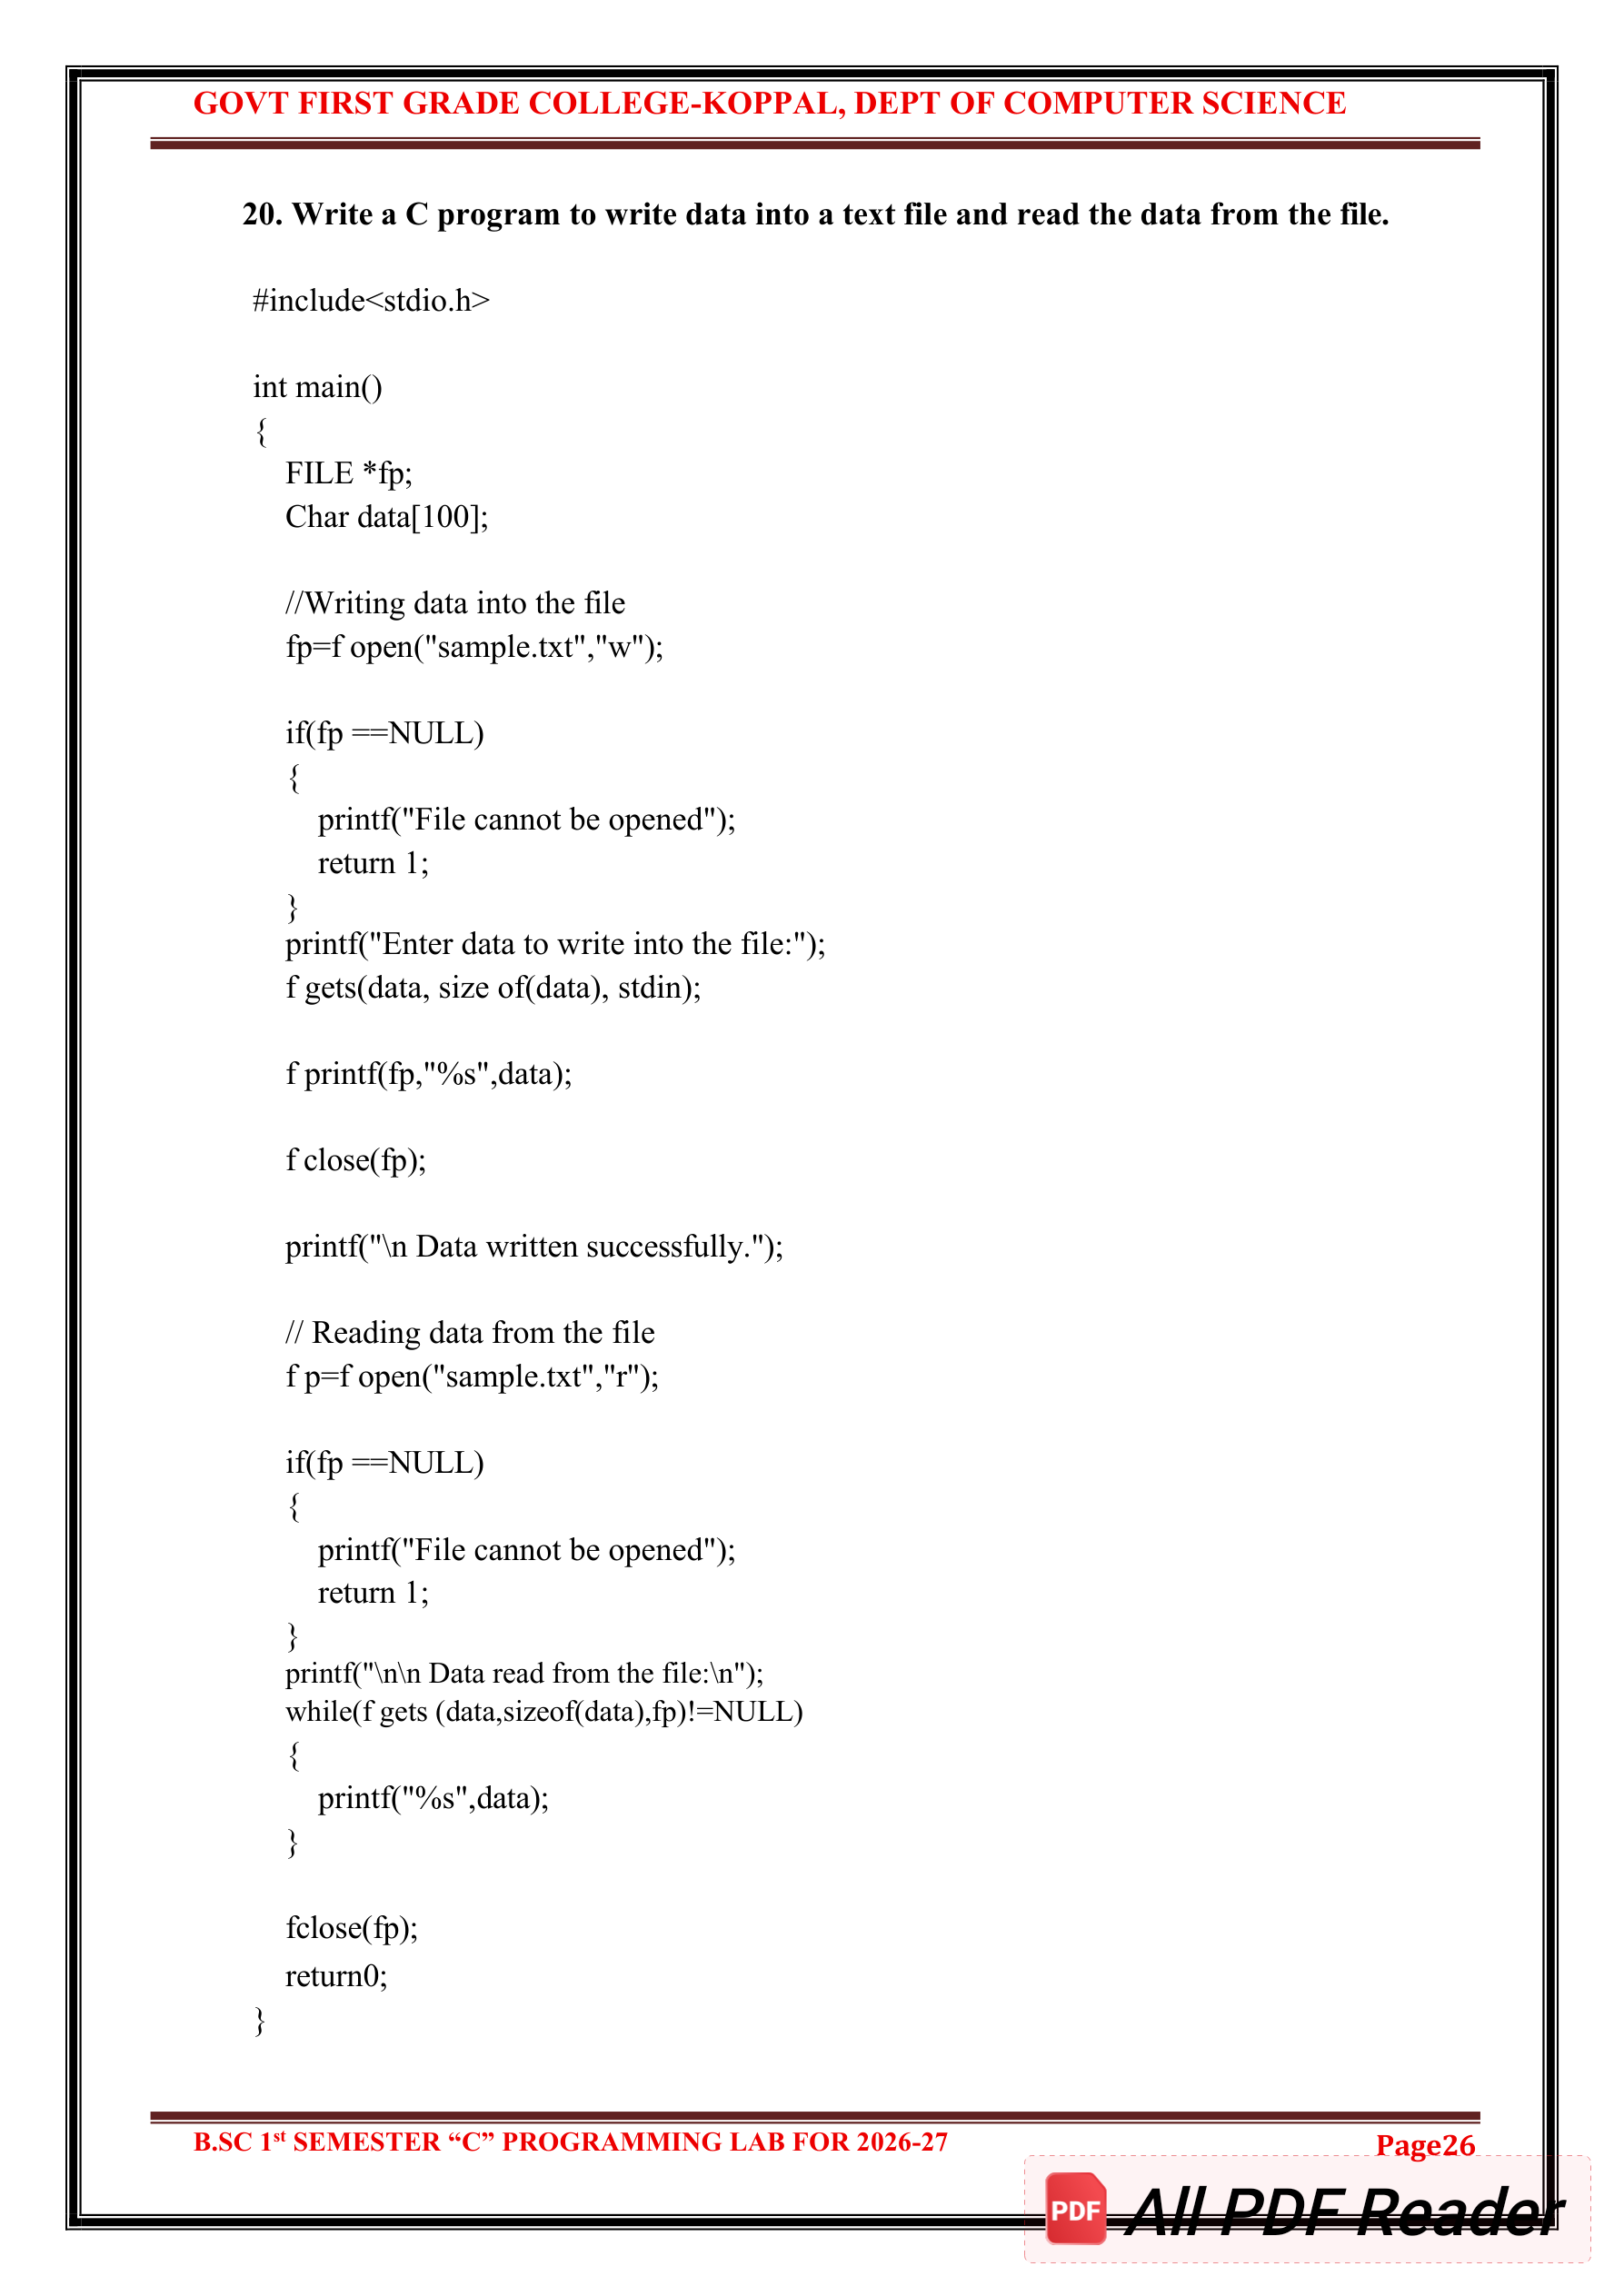 GOVT FIRST GRADE COLLEGE-KOPPAL, DEPT OF COMPUTER SCIENCE
20. Write a C program to write data into a text file and read the data from the file.
#include<stdio.h>
int main()
{
FILE *fp;
Char data[100];
//Writing data into the file
fp=f open("sample.txt","w");
if(fp ==NULL)
{
printf("File cannot be opened");
return 1;
}
printf("Enter data to write into the file:");
f gets(data, size of(data), stdin);
f printf(fp,"%s",data);
f close(fp);
printf("\n Data written successfully.");
// Reading data from the file
f p=f open("sample.txt","r");
if(fp ==NULL)
{
printf("File cannot be opened");
return 1;
}
printf("\n\n Data read from the file:\n");
while(f gets (data,sizeof(data),fp)!=NULL)
{
printf("%s",data);
}
fclose(fp);
return0;
}
B.SC 1st SEMESTER “C” PROGRAMMING LAB FOR 2026-27
Page26
PDF All PDF Reader